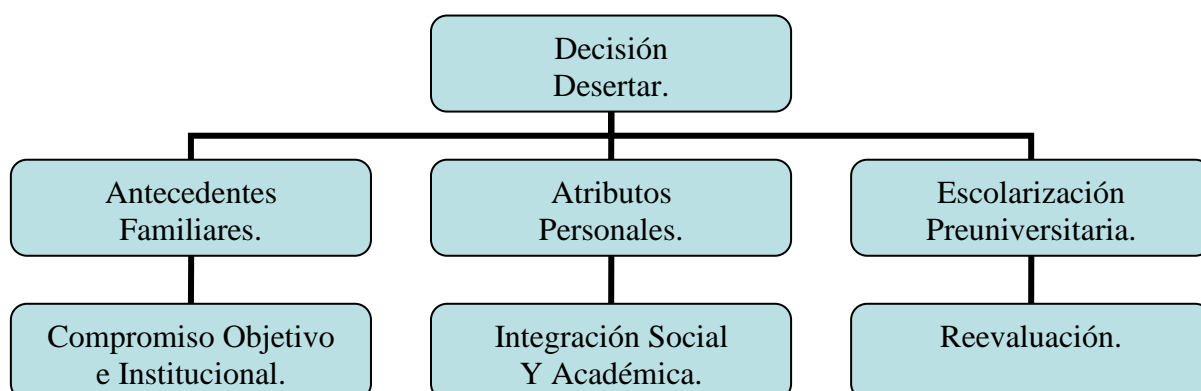 Decisión
Desertar.
Antecedentes
Familiares.
Atributos
Personales.
Escolarización
Preuniversitaria.
Compromiso Objetivo
e Institucional.
Integración Social
Y Académica.
Reevaluación.